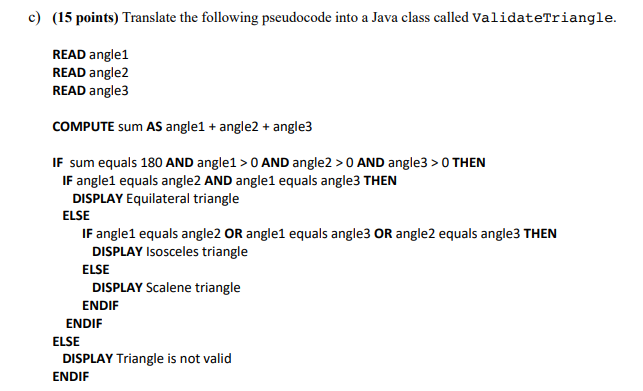 c) (15 points) Translate the following pseudocode into a Java class called ValidateTriangle.
READ angle1
READ angle2
READ angle3
COMPUTE sum AS angle1 + angle2 + angle3
IF sum equals 180 AND angle1 > 0 AND angle2 > 0 AND angle3 > 0 THEN
IF angle1 equals angle2 AND angle1 equals angle3 THEN
DISPLAY Equilateral triangle
ELSE
IF angle1 equals angle2 OR angle1 equals angle3 OR angle2 equals angle3 THEN
DISPLAY Isosceles triangle
ELSE
DISPLAY Scalene triangle
ENDIF
ENDIF
ELSE
DISPLAY Triangle is not valid
ENDIF